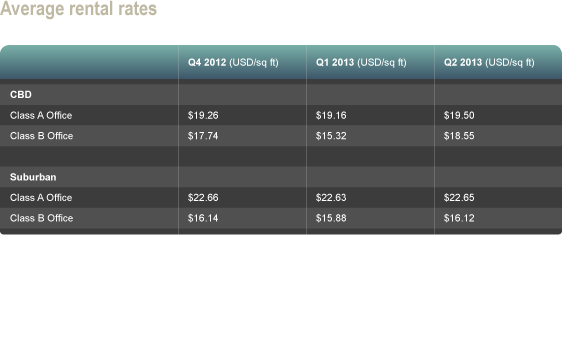 Average rental rates
Q4 2012 (USD/sq ft) Q1 2013 (USD/sq ft) Q2 2013 (USD/sq ft)
CBD
Class A Office $19.26 $19.16 $19.50
Class B Office $17.74 $15.32 $18.55
Suburban
Class A Office $22.66 $22.63 $22.65
Class B Office $16.14 $15.88 $16.12